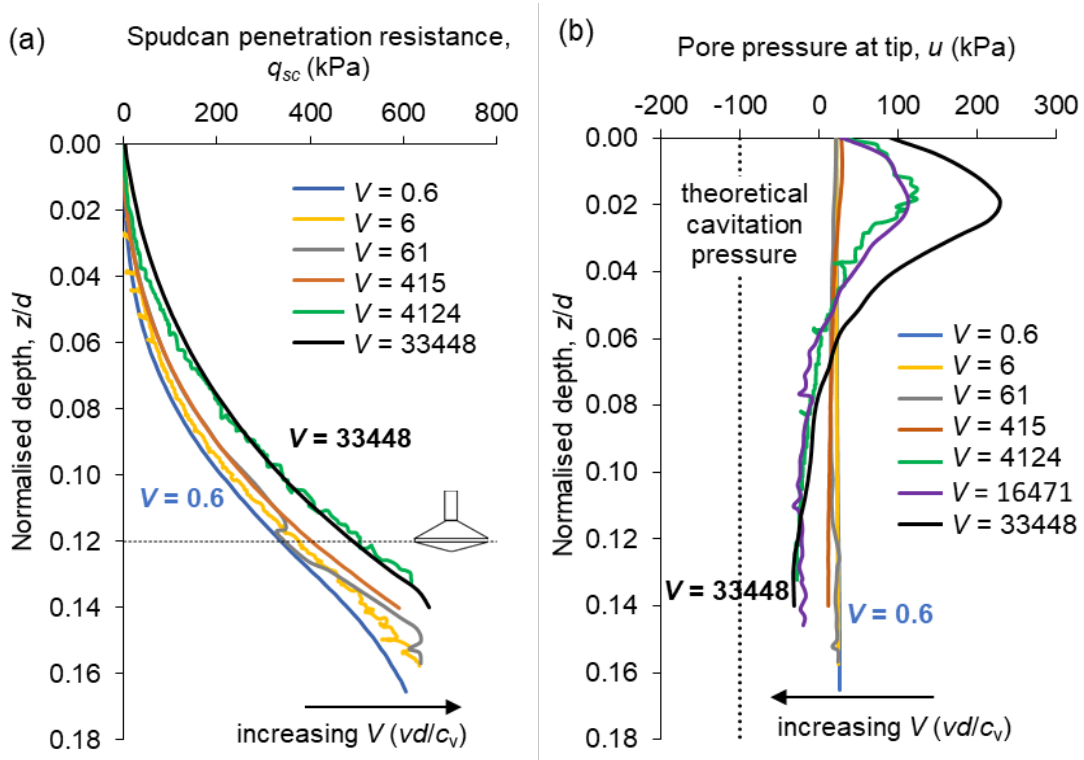 (a)
Spudcan penetration resistance,
qsc (kPa)
0 200 400 600 800
0.00
0.02
0.04
0.06
0.08
0.10
0.12
0.14
0.16
0.18
Normalised depth, z/d
V = 0.6
V = 6
V = 61
V = 415
V = 4124
V = 33448
V = 33448
V = 0.6
increasing V (vd/cv)
(b)
Pore pressure at tip, u (kPa)
-200 -100 0 100 200 300
0.00
0.02
0.04
0.06
0.08
0.10
0.12
0.14
0.16
0.18
Normalised depth, z/d
theoretical
cavitation
pressure
V = 0.6
V = 6
V = 61
V = 415
V = 4124
V = 16471
V = 33448
V = 33448
V = 0.6
increasing V (vd/cv)